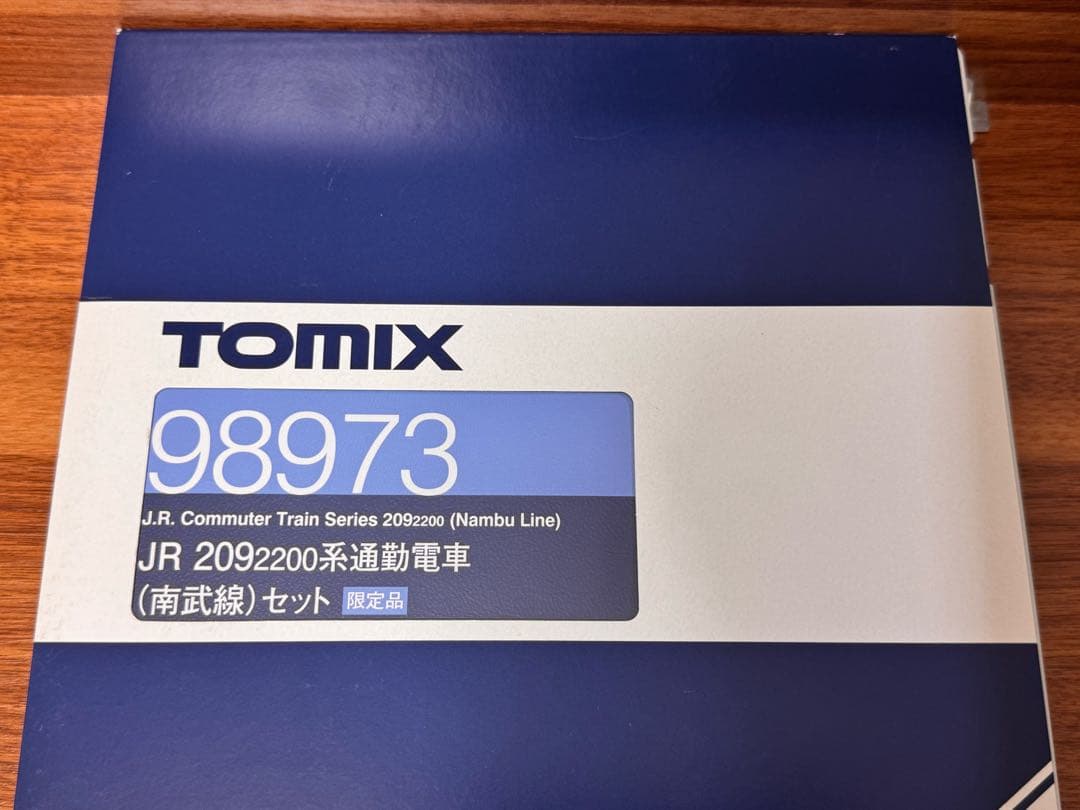 TOMIX
98973
J.R. Commuter Train Series 2092200 (Nambu Line)
JR 2092200系通勤電車
(南武線)セット 限定品